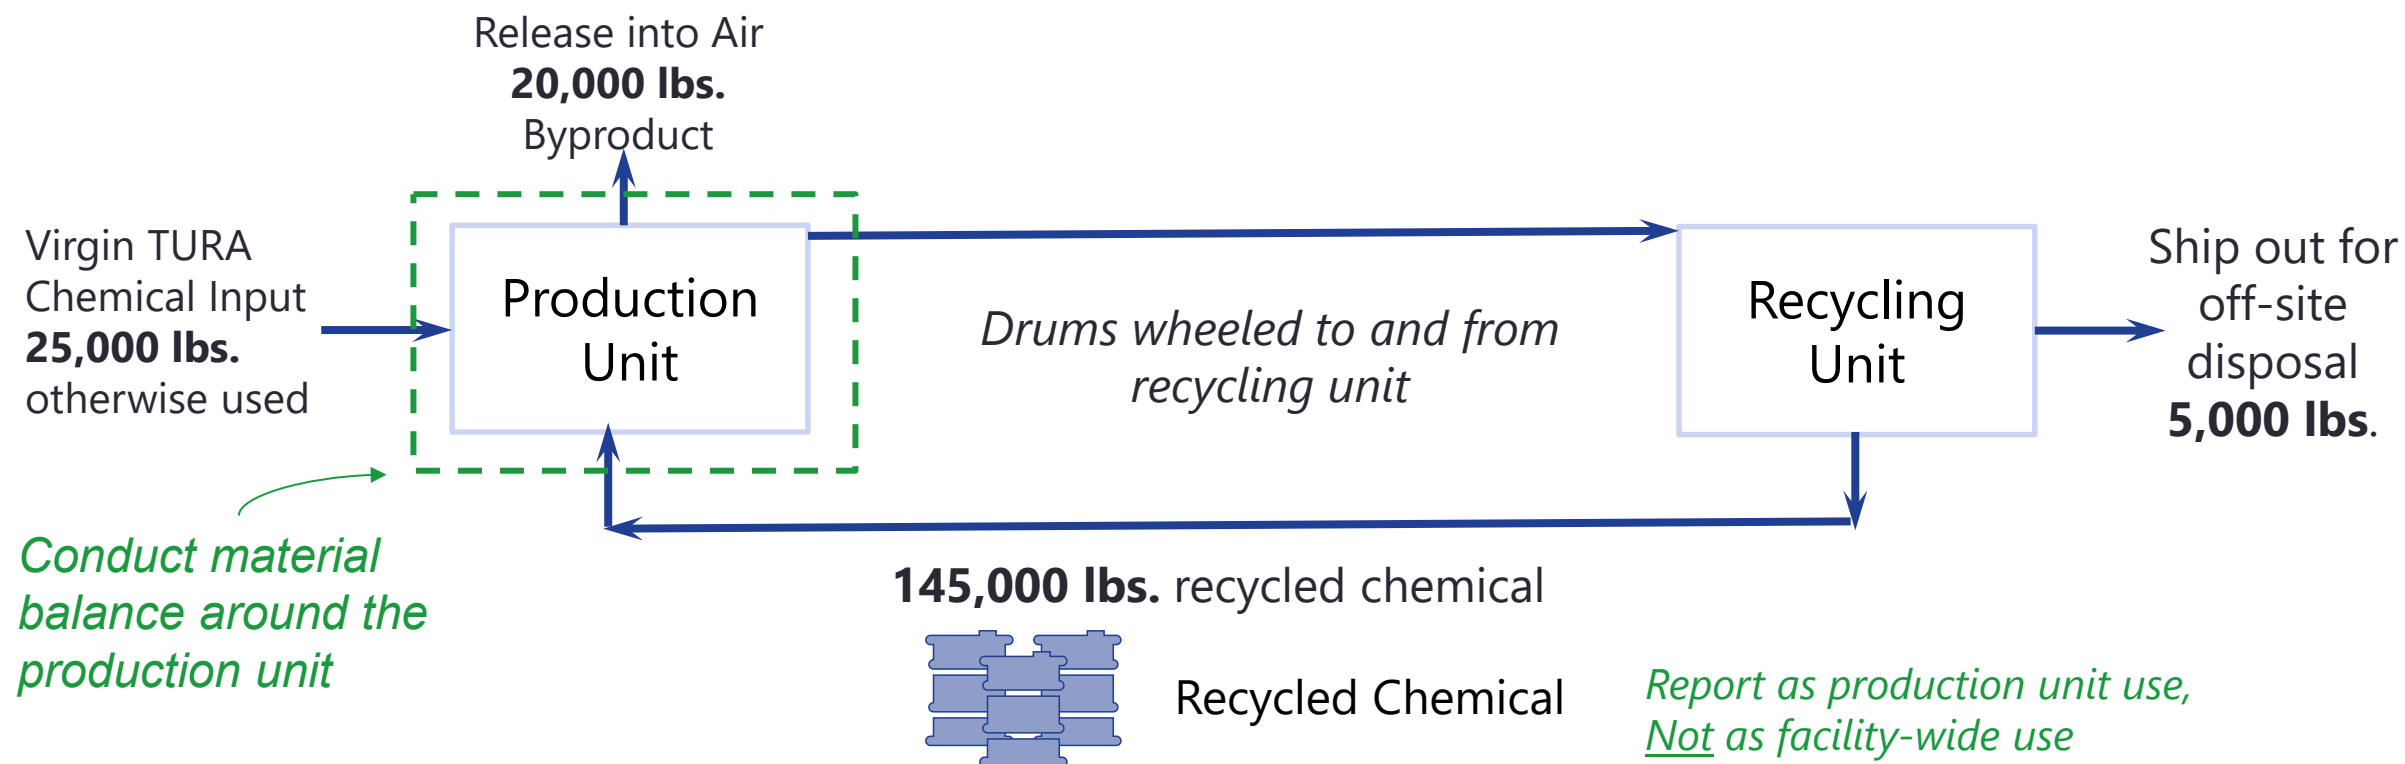 Release into Air
20,000 lbs.
Byproduct
Virgin TURA
Chemical Input
25,000 lbs.
otherwise used
Production
Unit
Drums wheeled to and from
recycling unit
Recycling
Unit
Ship out for
off-site
disposal
5,000 lbs.
Conduct material
balance around the
production unit
145,000 lbs. recycled chemical
Recycled Chemical
Report as production unit use,
Not as facility-wide use